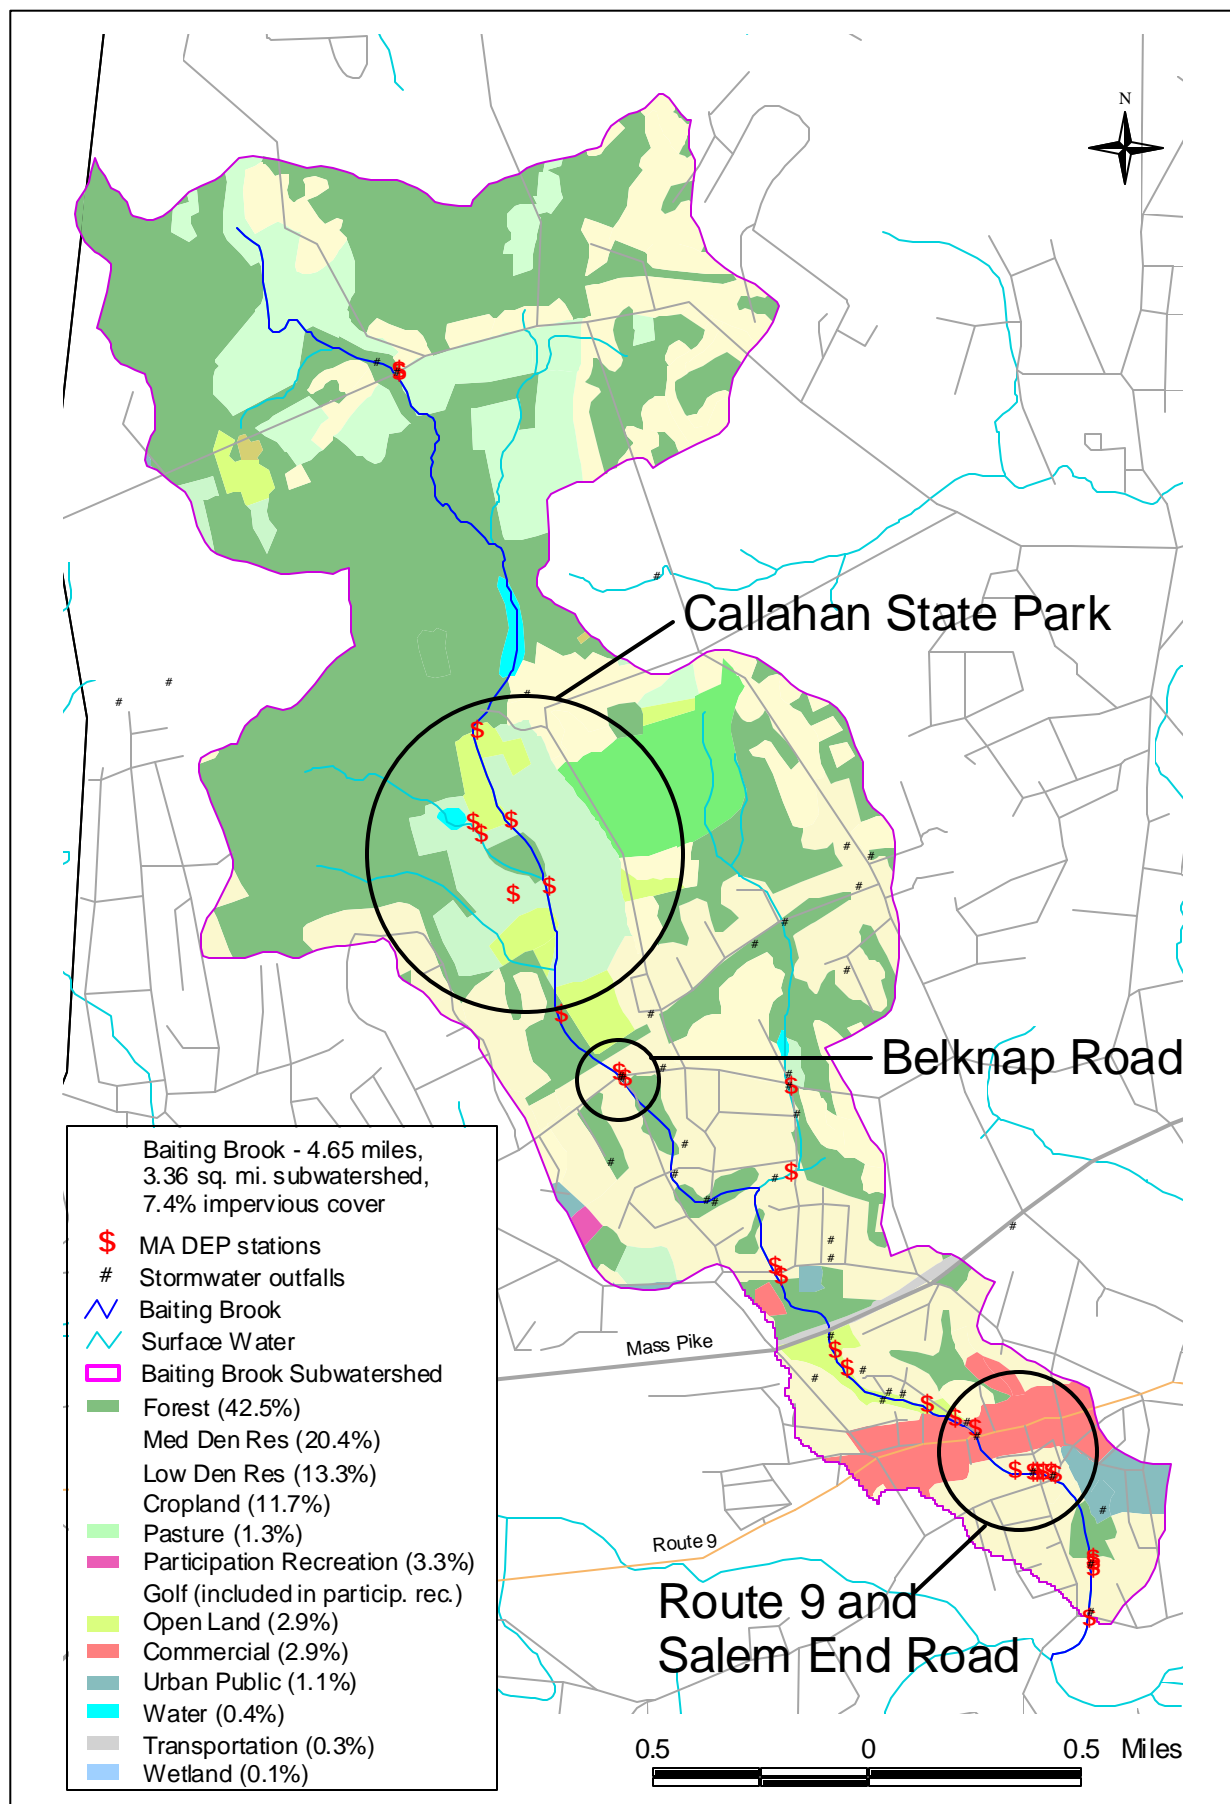 N
Callahan State Park
Belknap Road
Baiting Brook - 4.65 miles,
3.36 sq. mi. subwatershed,
7.4% impervious cover
$ MA DEP stations
# Stormwater outfalls
Baiting Brook
Surface Water
Baiting Brook Subwatershed
Forest (42.5%)
Med Den Res (20.4%)
Low Den Res (13.3%)
Cropland (11.7%)
Pasture (1.3%)
Participation Recreation (3.3%)
Golf (included in particip. rec.)
Open Land (2.9%)
Commercial (2.9%)
Urban Public (1.1%)
Water (0.4%)
Transportation (0.3%)
Wetland (0.1%)
Mass Pike
Route 9
Route 9 and
Salem End Road
0.5 0 0.5 Miles